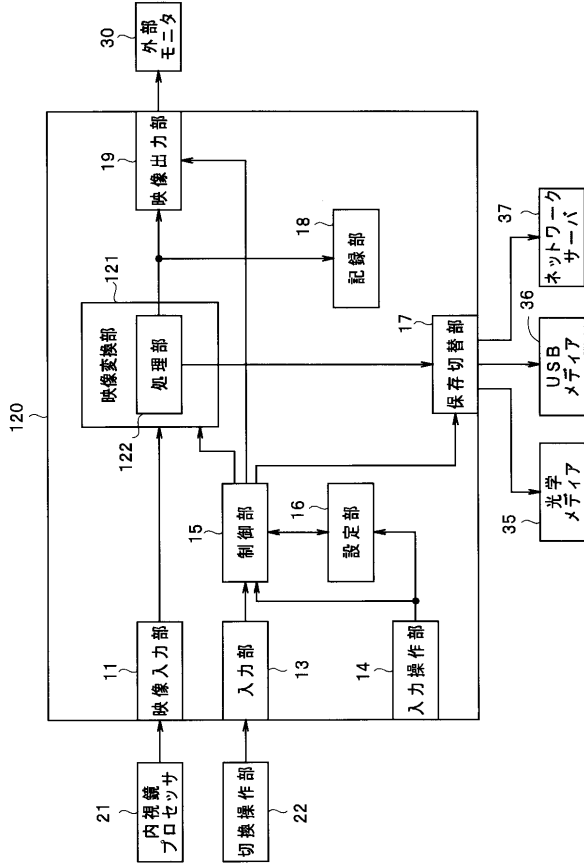 120
21
内視鏡
プロセッサ
11
映像入力部
121
映像変換部
122
処理部
19
映像出力部
30
外部
モニタ
22
切換操作部
13
入力部
15
制御部
16
設定部
18
記録部
14
入力操作部
17
保存切替部
35
光学
メディア
36
USB
メディア
37
ネットワーク
サーバ